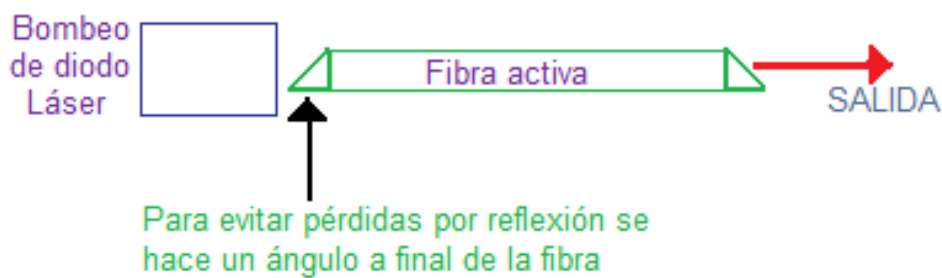 Bombeo
de diodo
Láser
Fibra activa
SALIDA
Para evitar pérdidas por reflexión se
hace un ángulo a final de la fibra